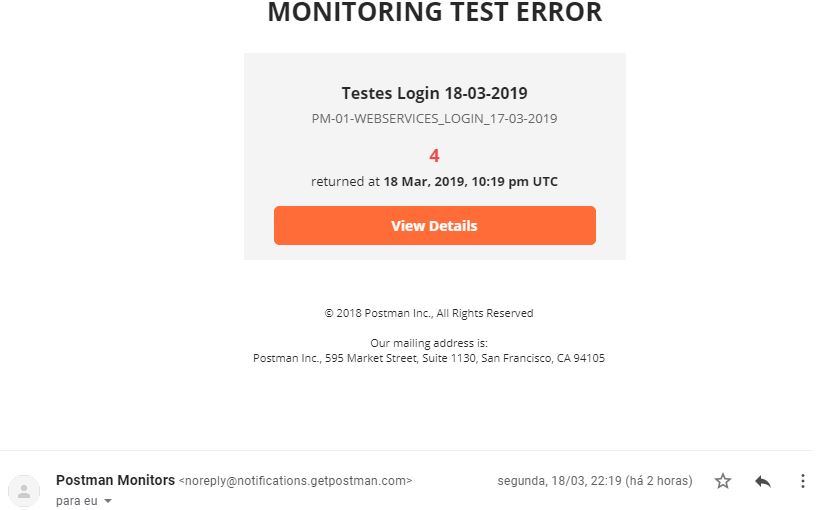 MONITORING TEST ERROR
Testes Login 18-03-2019
PM-01-WEBSERVICES_LOGIN_17-03-2019
4
returned at 18 Mar, 2019, 10:19 pm UTC
View Details
© 2018 Postman Inc., All Rights Reserved
Our mailing address is:
Postman Inc., 595 Market Street, Suite 1130, San Francisco, CA 94105
Postman Monitors <noreply@notifications.getpostman.com> segunda, 18/03, 22:19 (há 2 horas)
para eu